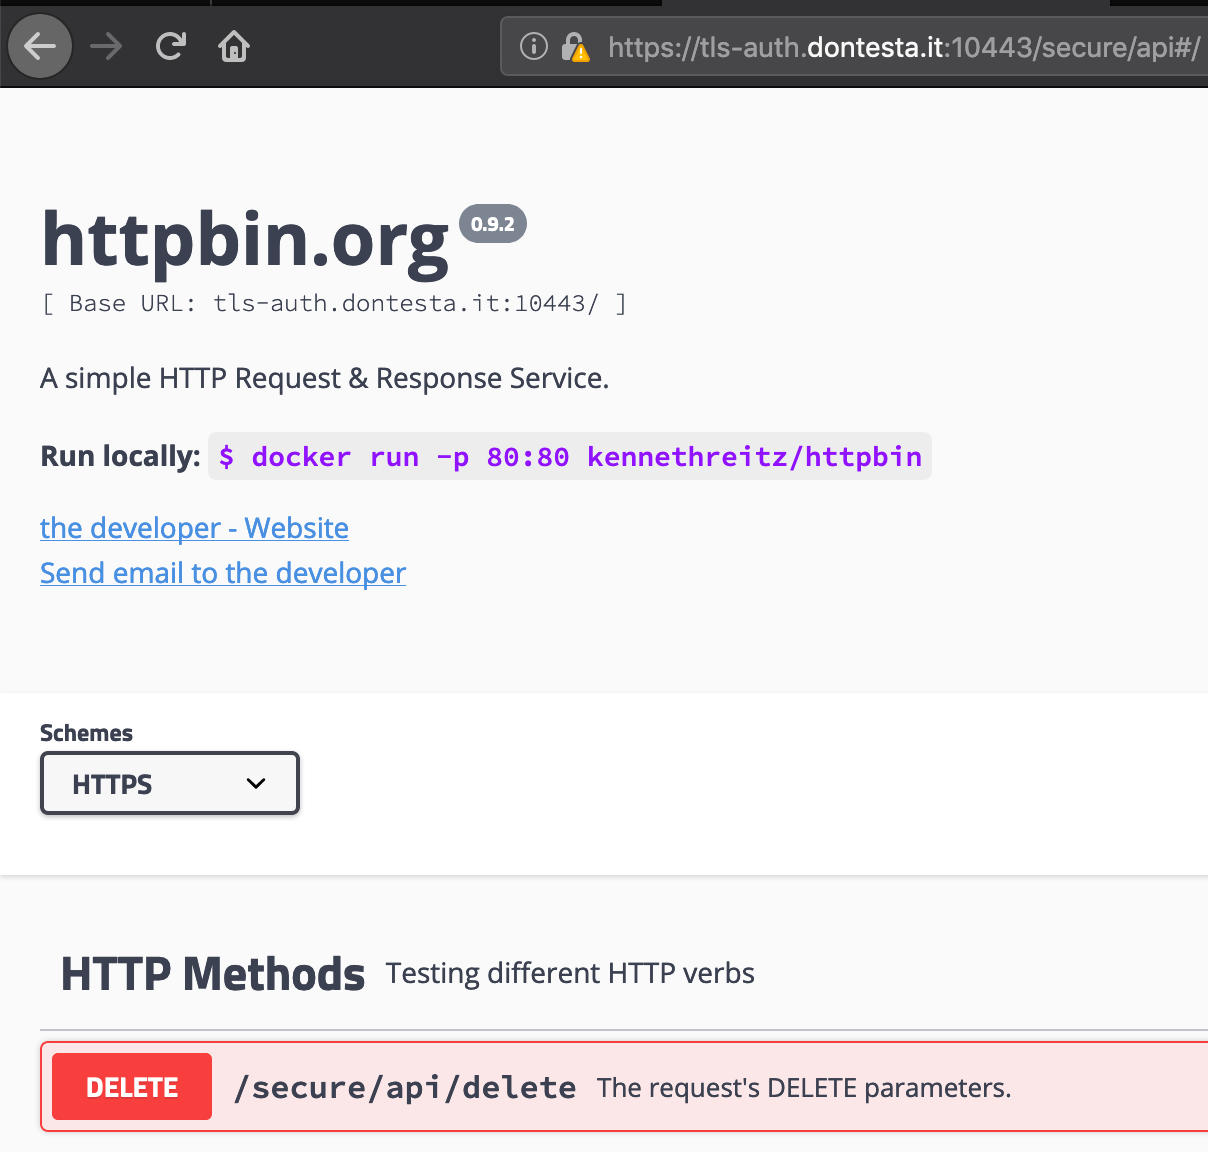 https://tls-auth.dontesta.it:10443/secure/api#/
httpbin.org 0.9.2
[ Base URL: tls-auth.dontesta.it:10443/ ]
A simple HTTP Request & Response Service.
Run locally: $ docker run -p 80:80 kennethreitz/httpbin
the developer - Website
Send email to the developer
Schemes
HTTPS
HTTP Methods Testing different HTTP verbs
DELETE /secure/api/delete The request's DELETE parameters.